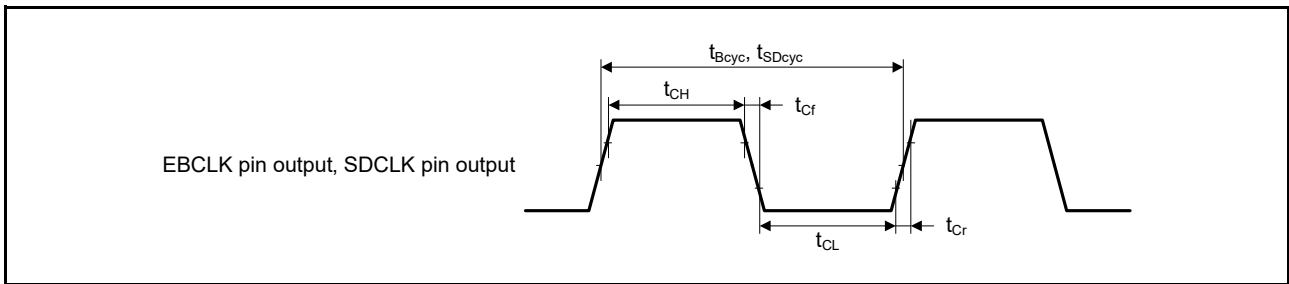 tBcyc, tSDcyc
tCH
tCf
EBCLK pin output, SDCLK pin output
tCL
tCr